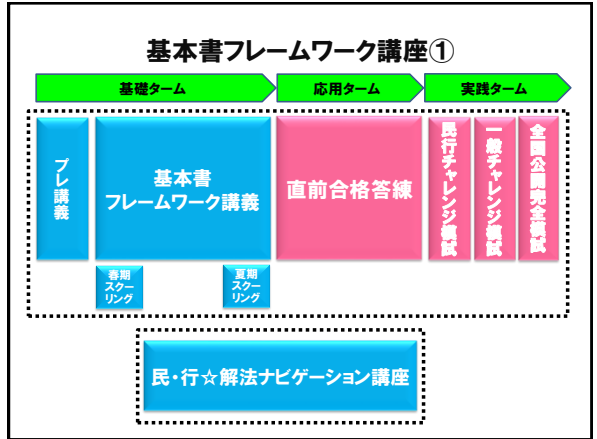 基本書フレームワーク講座①
基礎ターム
応用ターム
実践ターム
プレ講義
基本書
フレームワーク講義
直前合格答練
民行チャレンジ模試
一般チャレンジ模試
全国公開完全模試
春期
スクー
リング
夏期
スクー
リング
民・行☆解法ナビゲーション講座